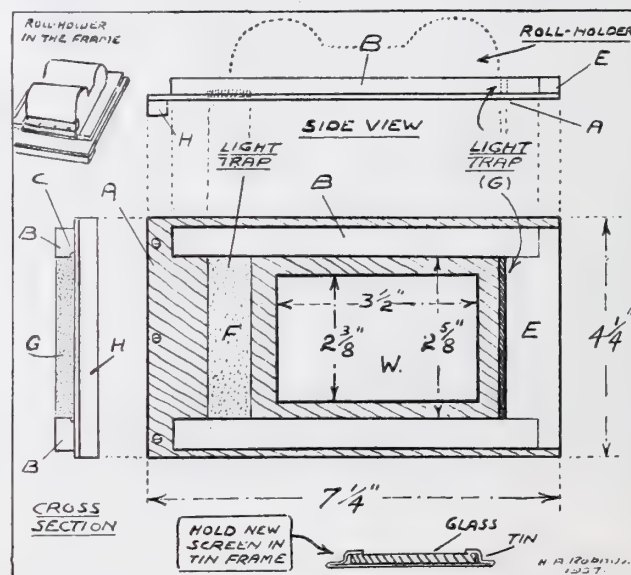 ROLL-HOLDER
IN THE FRAME
B
ROLL-HOLDER
E
H
SIDE VIEW
A
LIGHT
TRAP
LIGHT
TRAP
(G)
C
A
B
B
G
H
F
3 1/2"
2 3/8"
2 5/8"
W.
E
4 1/4"
B
7 1/4"
CROSS
SECTION
HOLD NEW
SCREEN IN
TIN FRAME
GLASS
TIN
H.A.
1937.